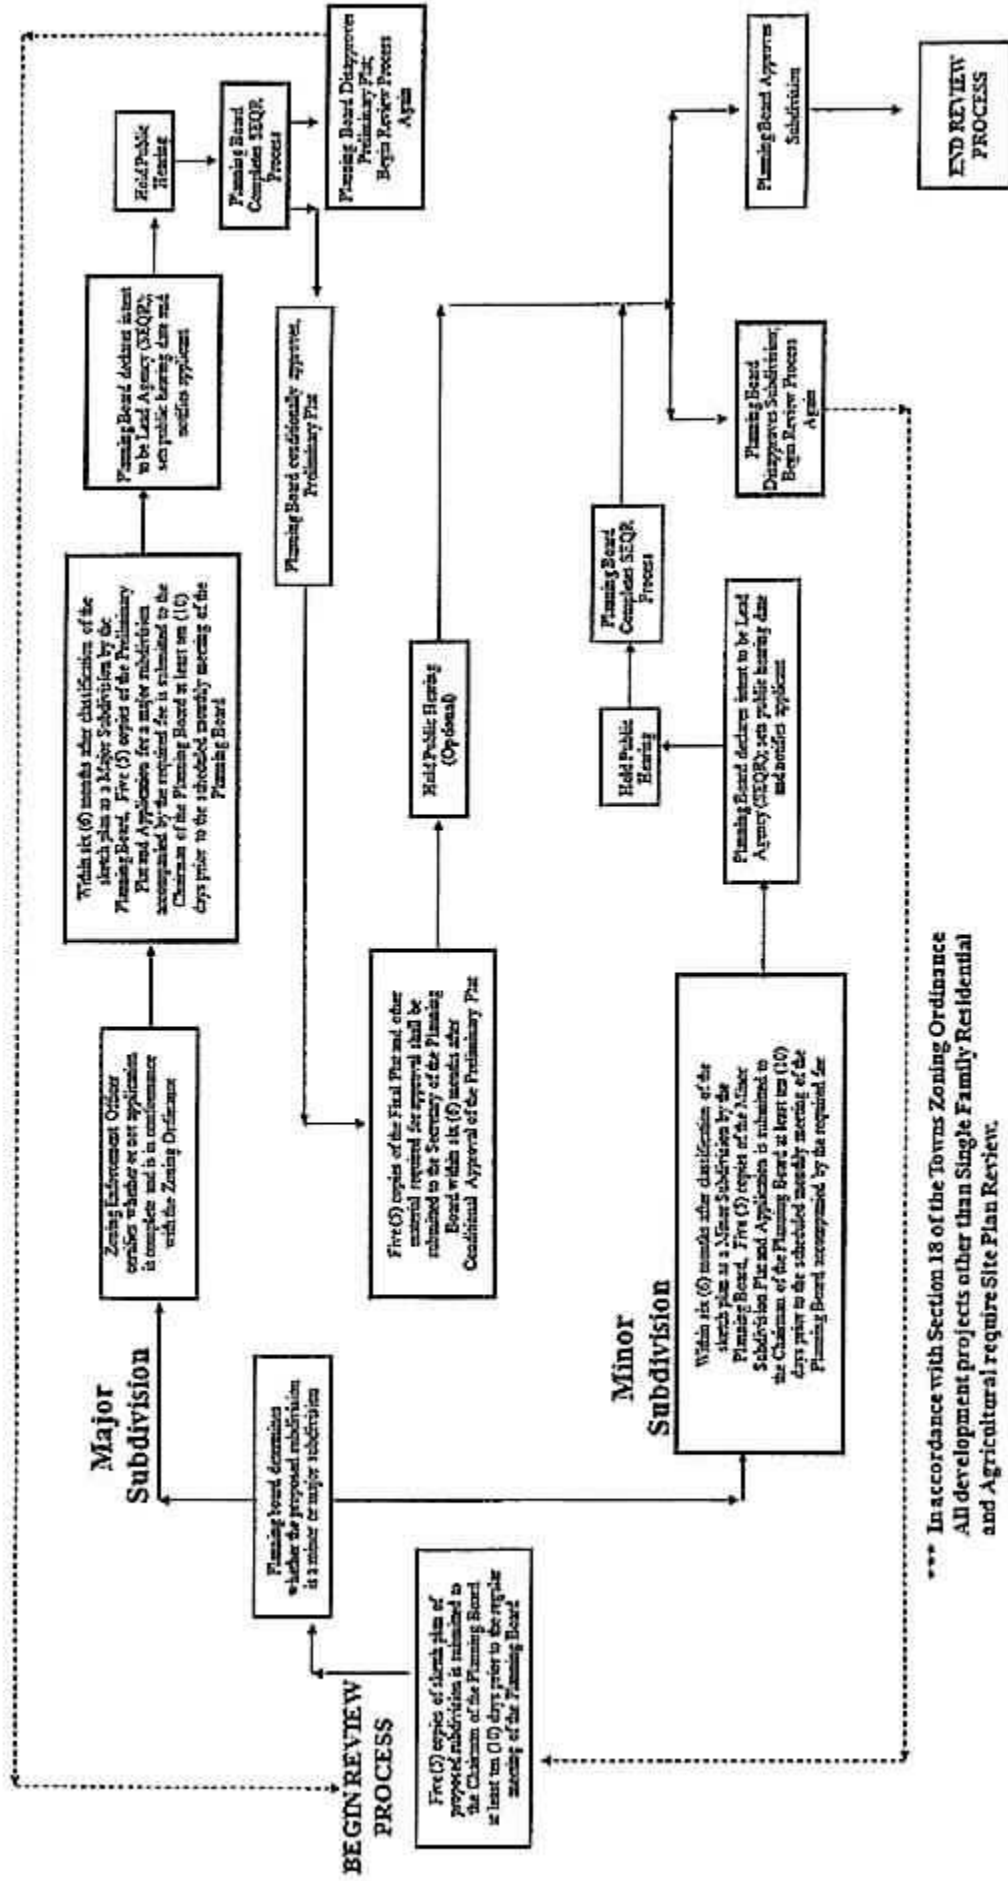 BEGIN REVIEW
PROCESS
Five (5) copies of sketch plan of
proposed subdivision is submitted to
the Chairman of the Planning Board
at least ten (10) days prior to the regular
meeting of the Planning Board
Planning board determines
whether the proposed subdivision
is a minor or major subdivision
Major
Subdivision
Zoning Enforcement Officer
certifies whether or not application
is complete and is in conformance
with the Zoning Ordinance
Within six (6) months after classification of the
sketch plan as a Major Subdivision by the
Planning Board, Five (5) copies of the Preliminary
Plat and Application for a major subdivision
accompanied by the required fee is submitted to the
Chairman of the Planning Board at least ten (10)
days prior to the scheduled monthly meeting of the
Planning Board
Planning Board declares intent
to be Lead Agency (SEQR);
sets public hearing date and
notifies applicant
Hold Public
Hearing
Planning Board
Completes SEQR
Process
Planning Board Disapproves
Preliminary Plat;
Begin Review Process
Again
Planning Board conditionally approves,
Preliminary Plat
Five (5) copies of the Final Plat and other
material required for approval shall be
submitted to the Secretary of the Planning
Board within six (6) months after
Conditional Approval of the Preliminary Plat
Hold Public Hearing
(Optional)
Minor
Subdivision
Within six (6) months after classification of the
sketch plan as a Minor Subdivision by the
Planning Board, Five (5) copies of the Minor
Subdivision Plat and Application is submitted to
the Chairman of the Planning Board at least ten (10)
days prior to the scheduled monthly meeting of the
Planning Board accompanied by the required fee
Planning Board declares intent to be Lead
Agency (SEQR); sets public hearing date
and notifies applicant
Hold Public
Hearing
Planning Board
Completes SEQR
Process
Planning Board
Disapproves Subdivision;
Begin Review Process
Again
Planning Board Approves
Subdivision
END REVIEW
PROCESS
*** In accordance with Section 18 of the Towns Zoning Ordinance
All development projects other than Single Family Residential
and Agricultural require Site Plan Review.